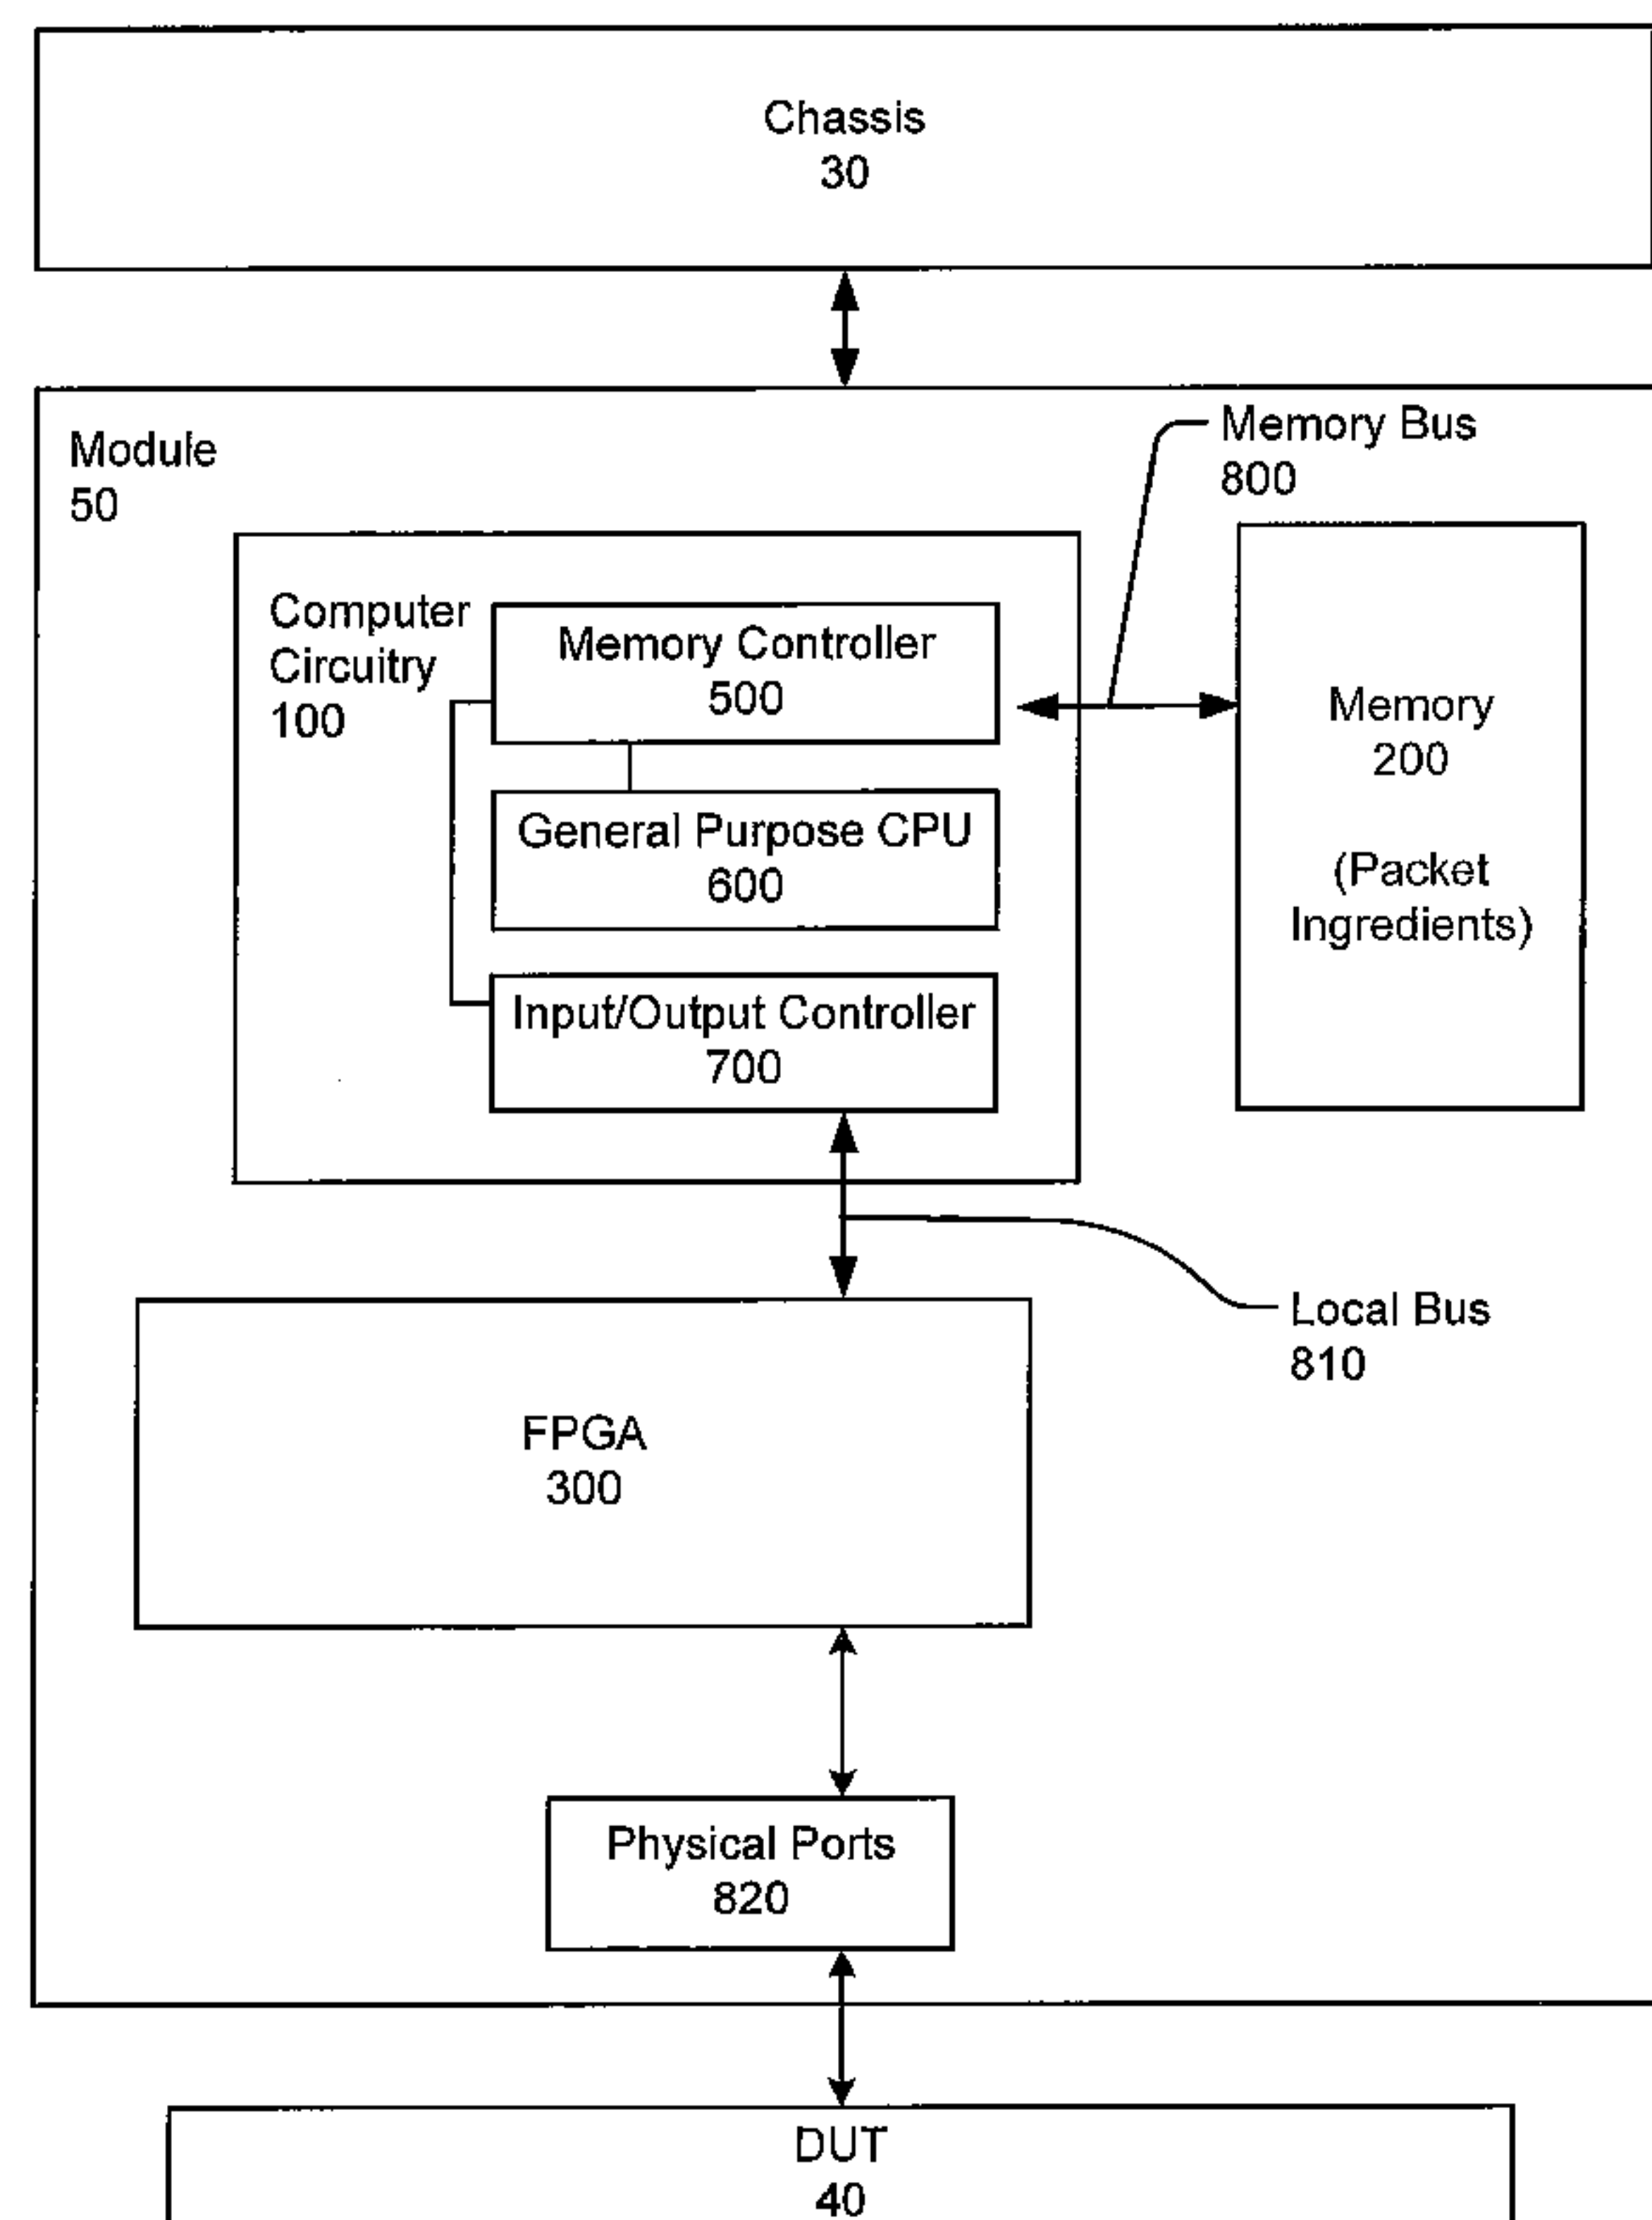 Chassis
30
Module
50
Memory Bus
800
Computer
Circuitry
100
Memory Controller
500
General Purpose CPU
600
Input/Output Controller
700
Memory
200
(Packet
Ingredients)
Local Bus
810
FPGA
300
Physical Ports
820
DUT
40